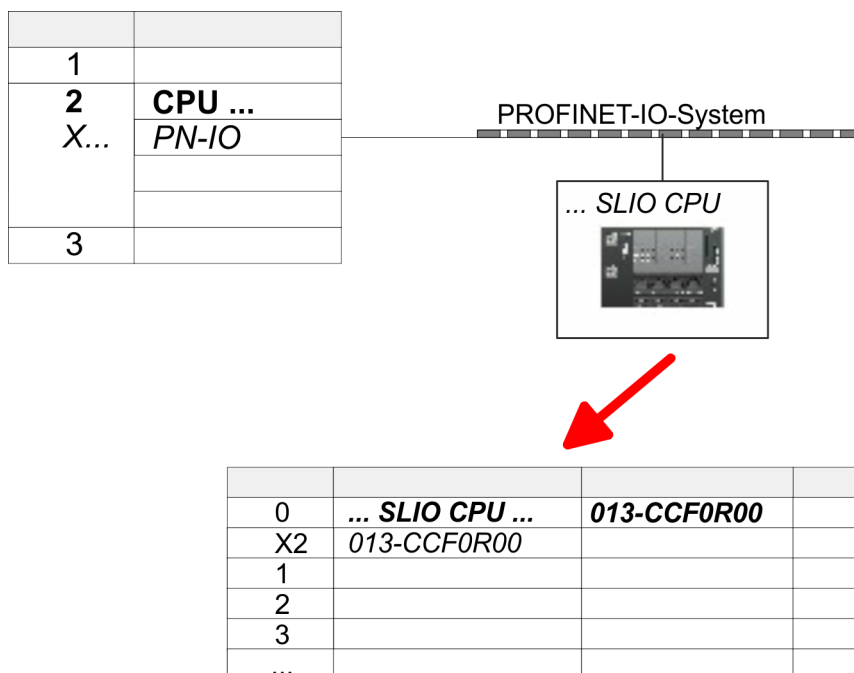 1
2 CPU ...
X... PN-IO
3
PROFINET-IO-System
... SLIO CPU
0 ... SLIO CPU ... 013-CCF0R00
X2 013-CCF0R00
1
2
3
...